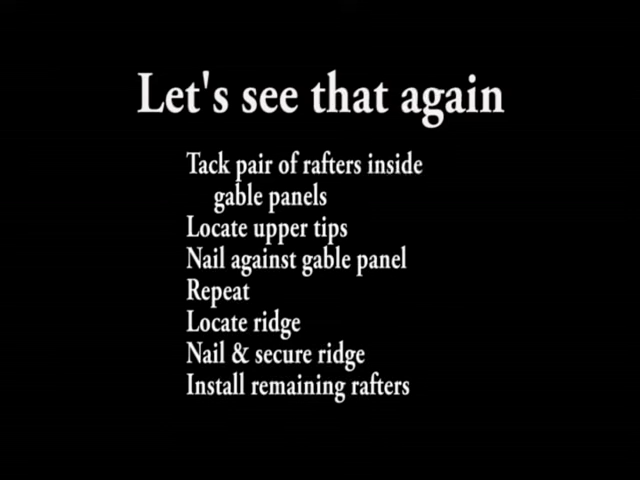 Let's see that again
Tack pair of rafters inside
gable panels
Locate upper tips
Nail against gable panel
Repeat
Locate ridge
Nail & secure ridge
Install remaining rafters